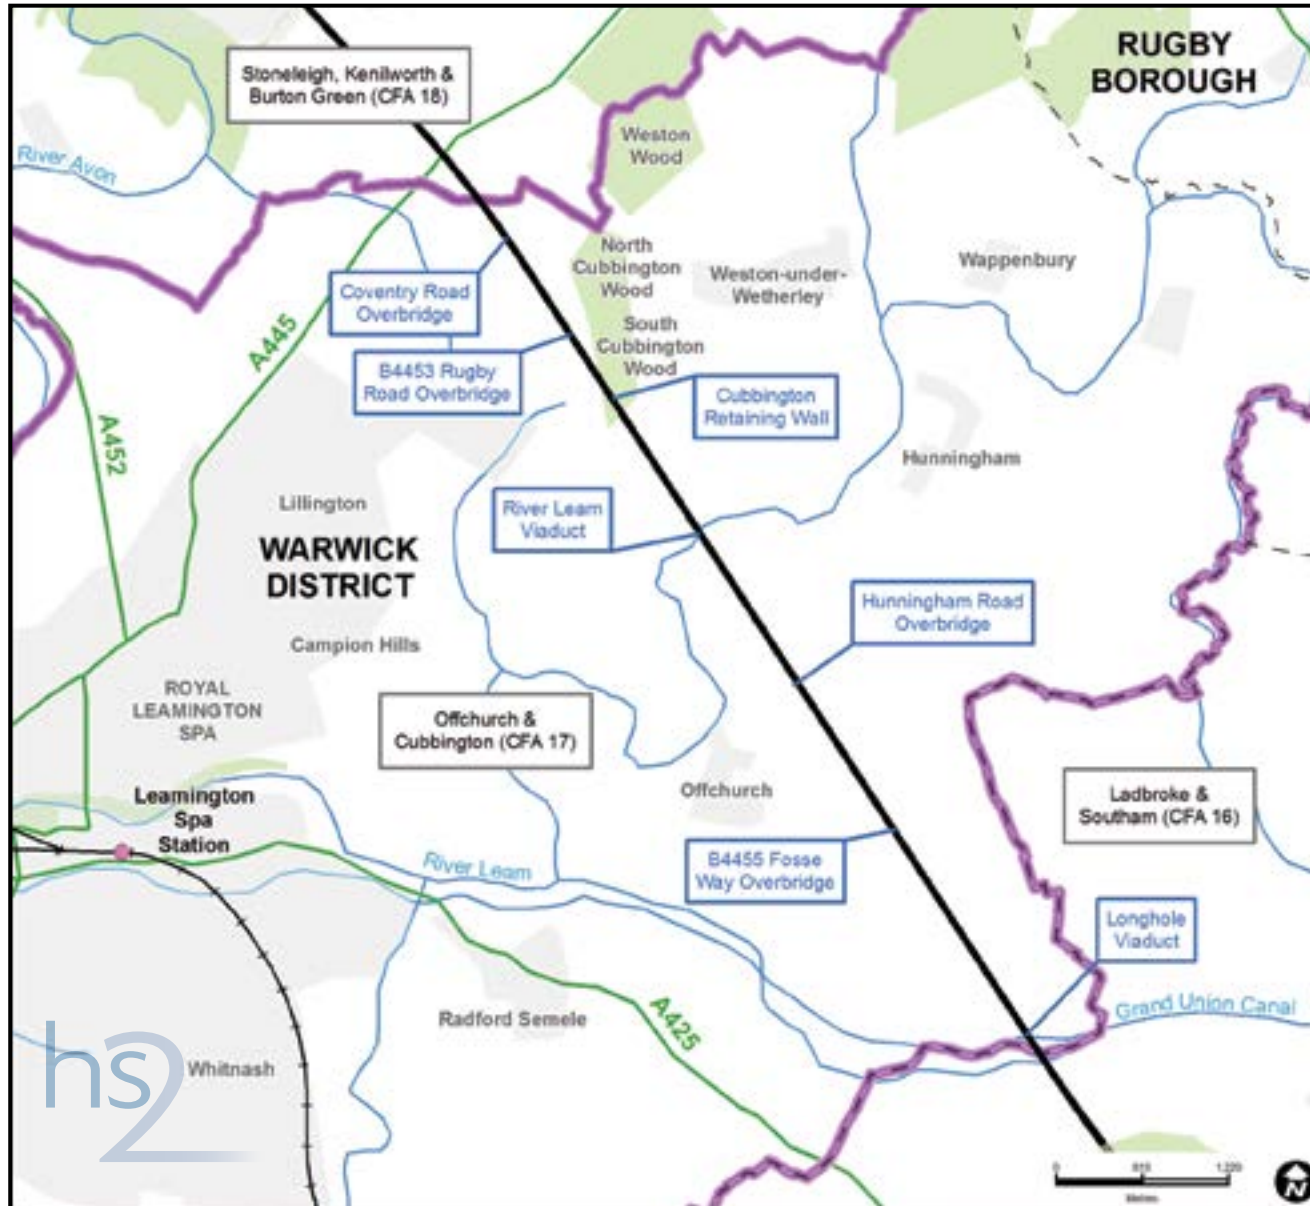 RUGBY
BOROUGH
Stoneleigh, Kenilworth &
Burton Green (CFA 18)
Weston
Wood
River Avon
North
Cubbington
Wood
Weston-under-
Wetherley
Wappenbury
Coventry Road
Overbridge
A445
South
Cubbington
Wood
B4453 Rugby
Road Overbridge
Cubbington
Retaining Wall
A452
Hunningham
Lillington
River Leam
Viaduct
WARWICK
DISTRICT
Hunningham Road
Overbridge
Campion Hills
ROYAL
LEAMINGTON
SPA
Offchurch &
Cubbington (CFA 17)
Offchurch
Ladbroke &
Southam (CFA 16)
Leamington
Spa
Station
River Leam
B4455 Fosse
Way Overbridge
Longhole
Viaduct
Grand Union Canal
Radford Semele
A425
hs2
Whitnash
0
1,220
Metres
N